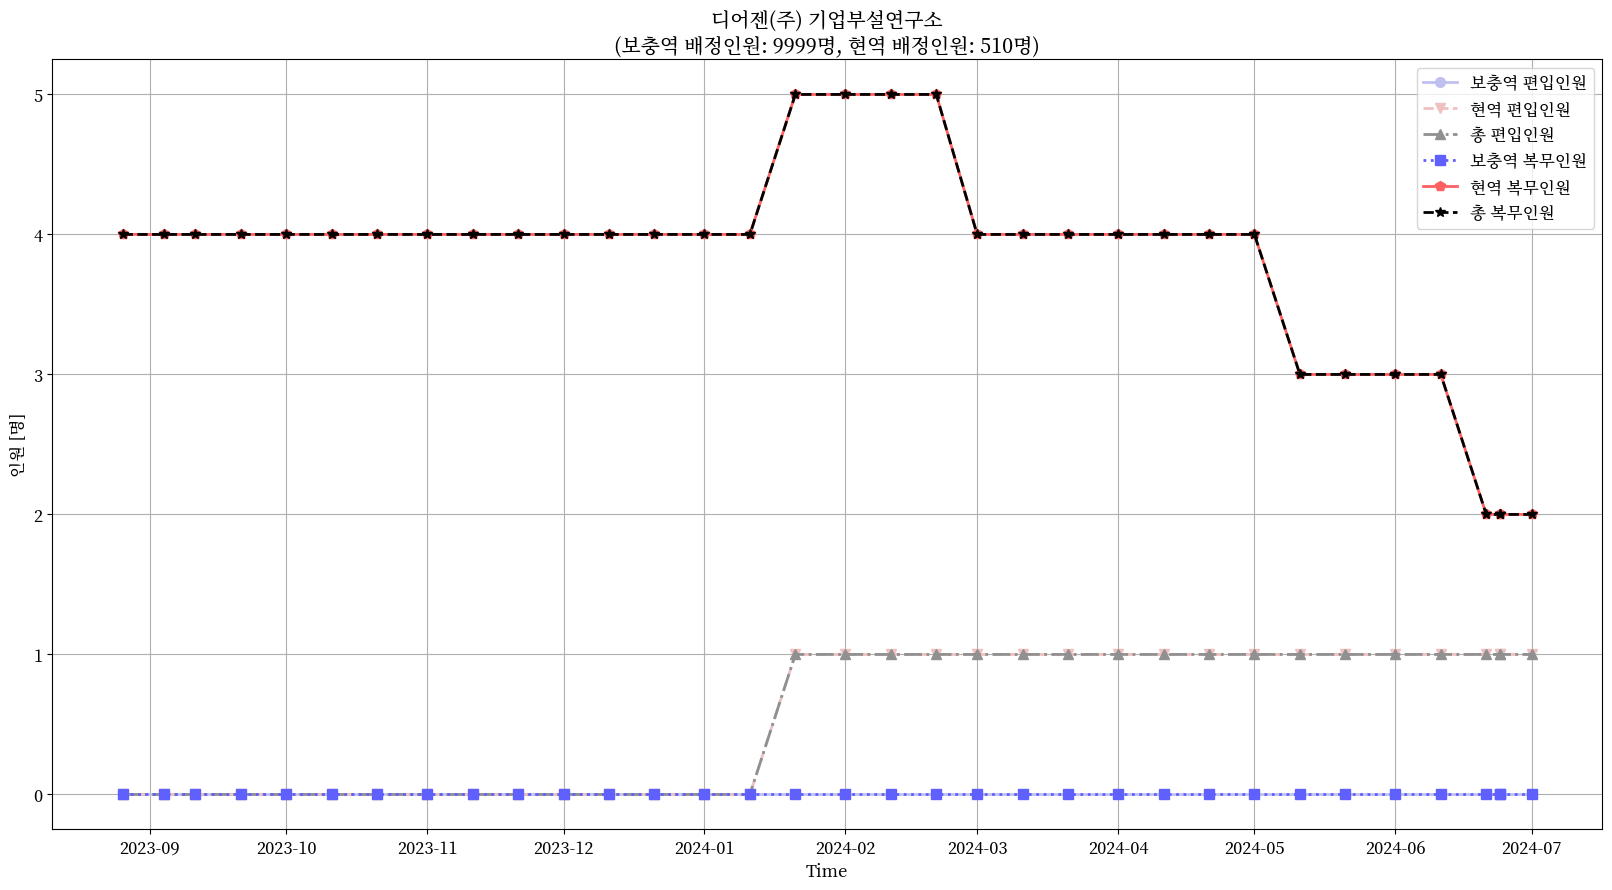 디어젠(주) 기업부설연구소
(보충역 배정인원: 9999명, 현역 배정인원: 510명)
보충역 편입인원
현역 편입인원
총 편입인원
보충역 복무인원
현역 복무인원
총 복무인원
인원 [명]
5
4
3
2
1
0
2023-09 2023-10 2023-11 2023-12 2024-01 2024-02 2024-03 2024-04 2024-05 2024-06 2024-07
Time